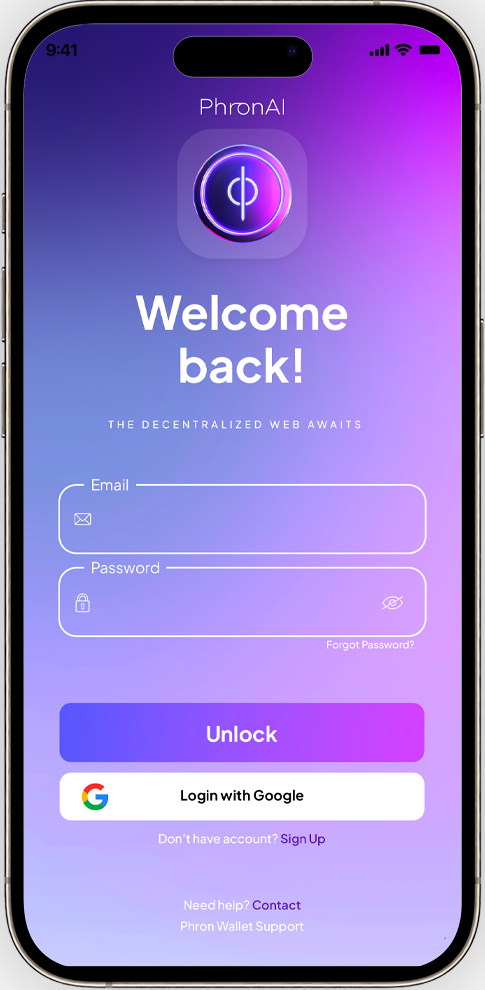 9:41
PhronAI
Welcome
back!
THE DECENTRALIZED WEB AWAITS
Email
Password
Forgot Password?
Unlock
Login with Google
Don't have account? Sign Up
Need help? Contact
Phron Wallet Support